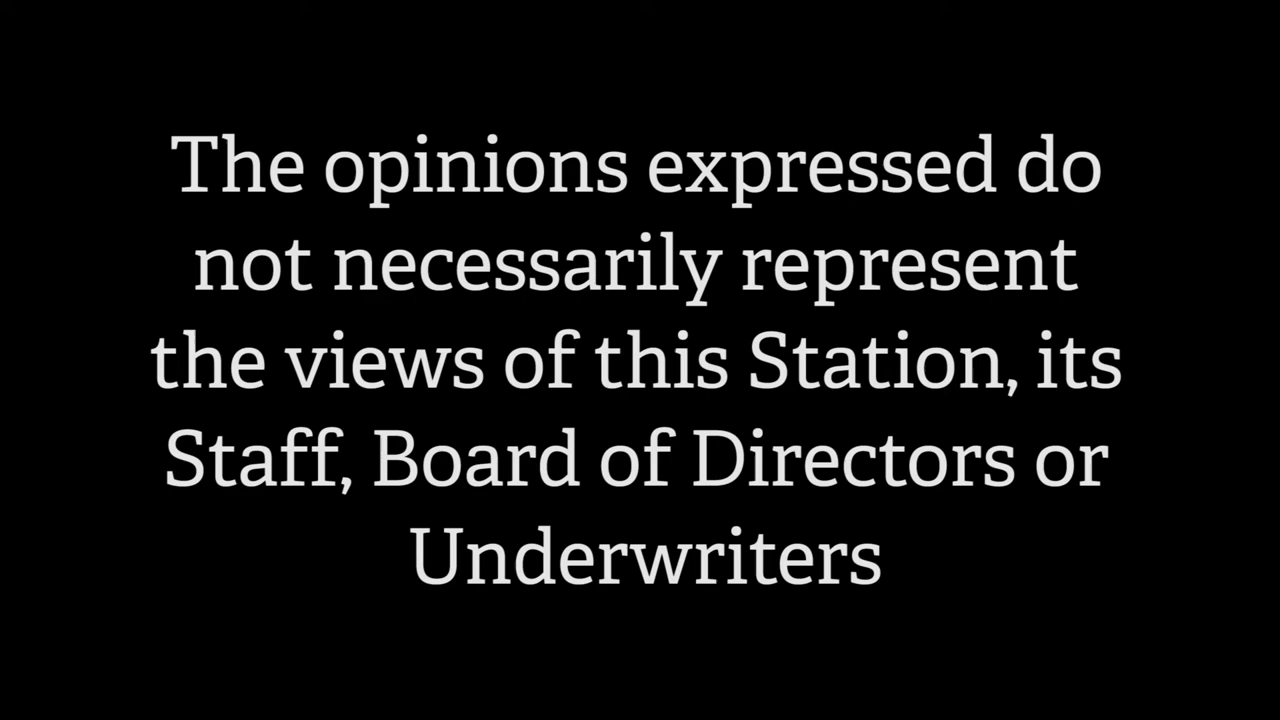 The opinions expressed do
not necessarily represent
the views of this Station, its
Staff, Board of Directors or
Underwriters